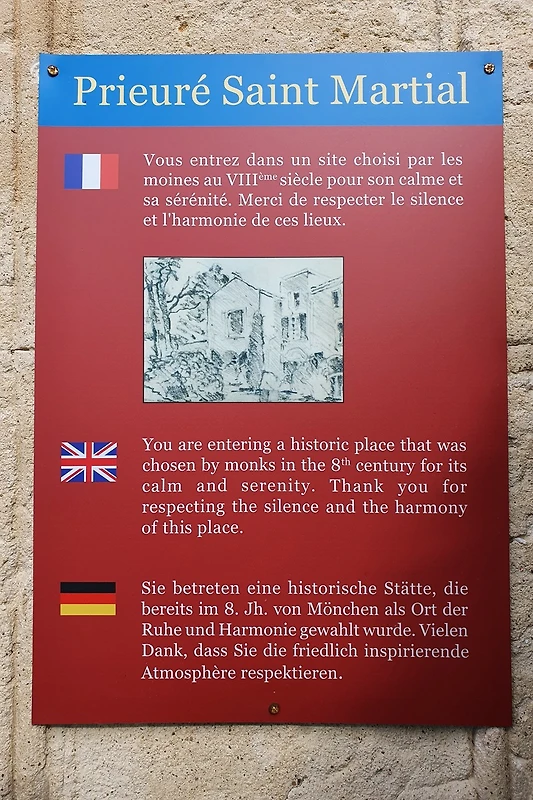 Prieuré Saint Martial
Vous entrez dans un site choisi par les
moines au VIIIème siècle pour son calme et
sa sérénité. Merci de respecter le silence
et l'harmonie de ces lieux.
You are entering a historic place that was
chosen by monks in the 8th century for its
calm and serenity. Thank you for
respecting the silence and the harmony
of this place.
Sie betreten eine historische Stätte, die
bereits im 8. Jh. von Mönchen als Ort der
Ruhe und Harmonie gewahlt wurde. Vielen
Dank, dass Sie die friedlich inspirierende
Atmosphère respektieren.